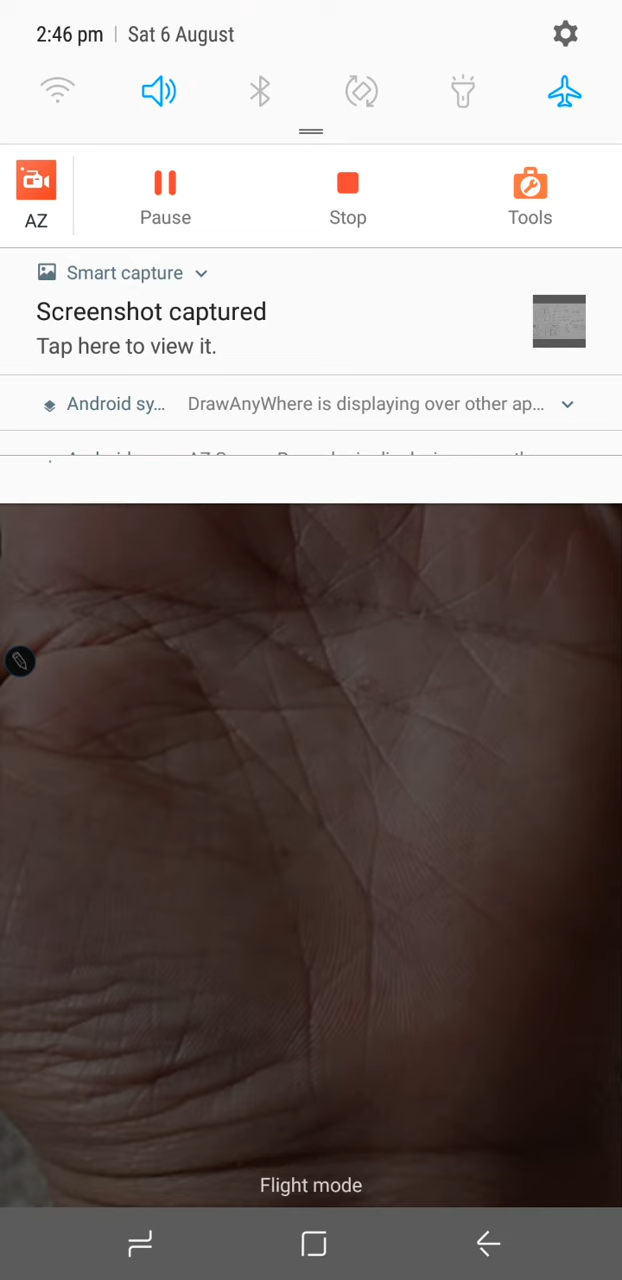 2:46 pm | Sat 6 August
AZ
Pause
Stop
Tools
Smart capture
Screenshot captured
Tap here to view it.
Android sy... DrawAnyWhere is displaying over other ap...
Flight mode